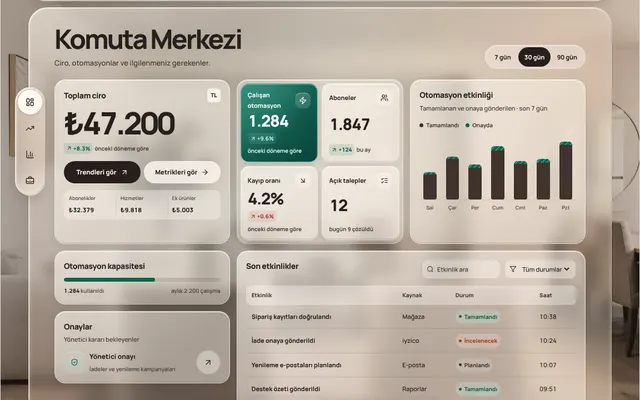 Komuta Merkezi
Ciro, otomasyonlar ve ilgilenmeniz gerekenler.
7 gün
30 gün
90 gün
Toplam ciro
TL
₺47.200
+8.3%
önceki döneme göre
Trendleri gör
Metrikleri gör
Abonelikler
Hizmetler
Ek ürünler
₺32.379
₺9.818
₺5.003
Çalışan
otomasyon
1.284
+9.6%
önceki döneme göre
Aboneler
1.847
+124
bu ay
Kayıp oranı
4.2%
+0.6%
önceki döneme göre
Açık talepler
12
bugün 9 çözüldü
Otomasyon etkinliği
Tamamlanan ve onaya gönderilen · son 7 gün
Tamamlandı
Onayda
Sal
Çar
Per
Cum
Cmt
Paz
Pzt
Otomasyon kapasitesi
1.284 kullanıldı
aylık 2.200 çalışma
Onaylar
Yönetici kararı bekleyenler
Yönetici onayı
İadeler ve yenileme kampanyaları
Son etkinlikler
Etkinlik ara
Tüm durumlar
Etkinlik
Kaynak
Durum
Saat
Sipariş kayıtları doğrulandı
Mağaza
Tamamlandı
10:38
İade onaya gönderildi
iyzico
İncelenecek
10:24
Yenileme e-postaları planlandı
E-posta
Planlandı
10:07
Destek özeti gönderildi
Raporlar
Tamamlandı
09:51